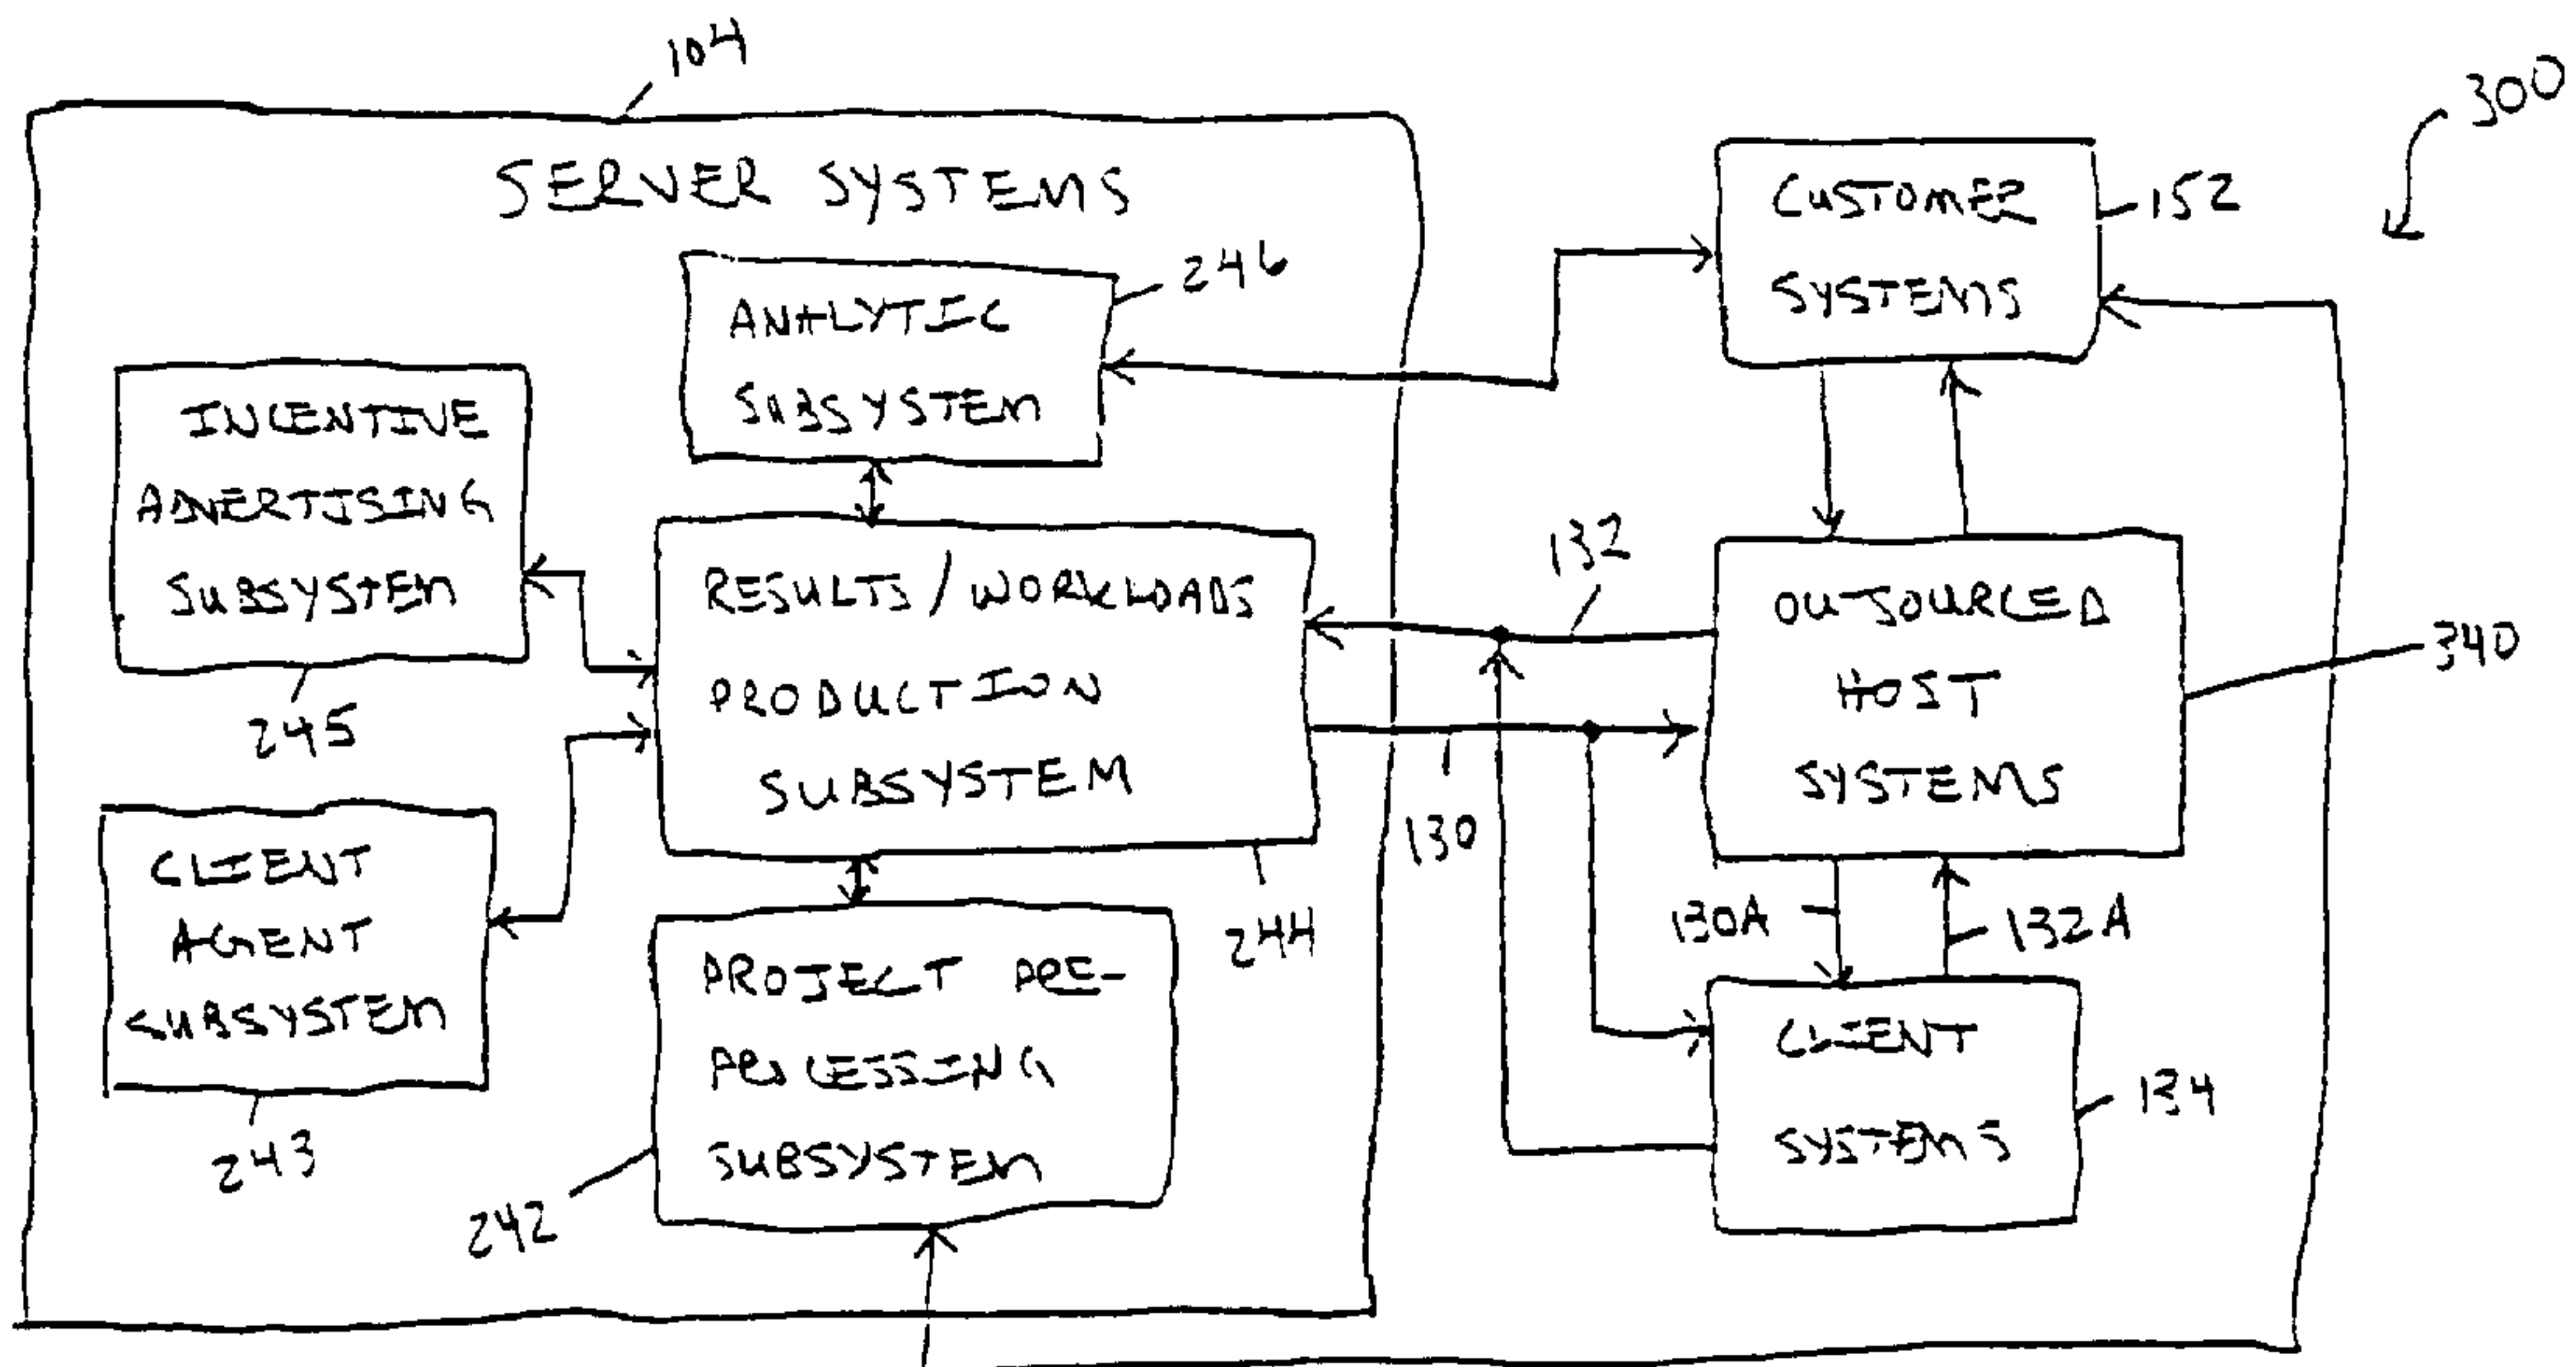 104
300
SERVER SYSTEMS
CUSTOMER
SYSTEMS
152
ANALYTIC
SUBSYSTEM
246
INCENTIVE
ADVERTISING
SUBSYSTEM
245
RESULTS/WORKLOADS
PRODUCTION
SUBSYSTEM
244
132
130
OUTSOURCED
HOST
SYSTEMS
340
CLIENT
AGENT
SUBSYSTEM
243
PROJECT PRE-
PROCESSING
SUBSYSTEM
242
130A
132A
CLIENT
SYSTEMS
134